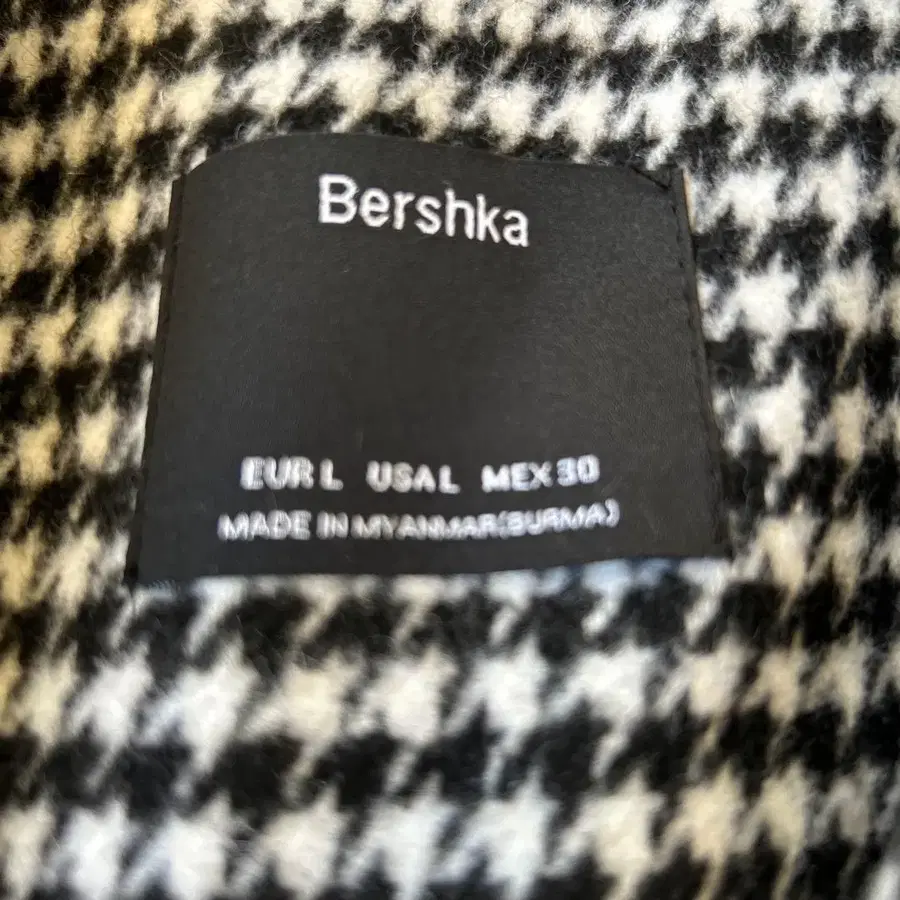 Bershka
EUR L USA L MEX 30
MADE IN MYANMAR(BURMA)